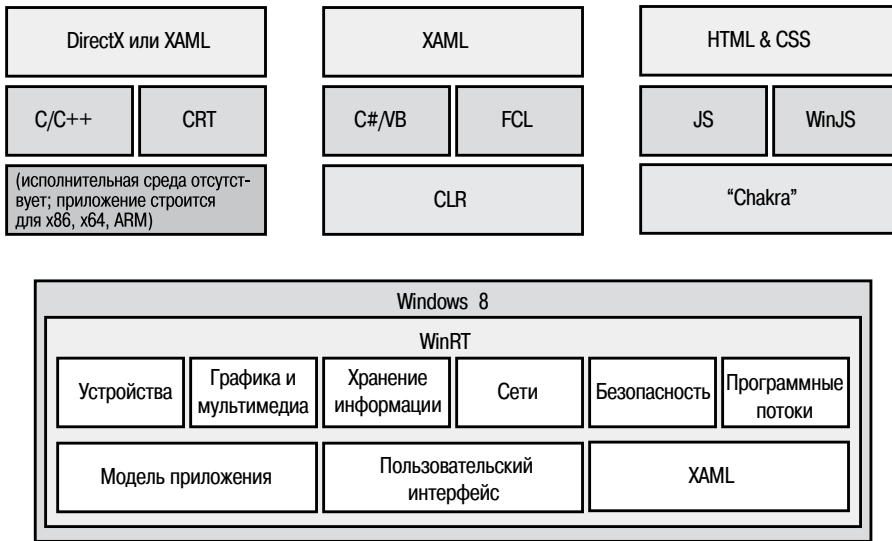 DirectX или XAML
XAML
HTML & CSS
C/C++
CRT
C#/VB
FCL
JS
WinJS
(исполнительная среда отсутст-
вует; приложение строится
для x86, x64, ARM)
CLR
“Chakra”
Windows 8
WinRT
Устройства
Графика и
мультимедиа
Хранение
информации
Сети
Безопасность
Программные
потоки
Модель приложения
Пользовательский
интерфейс
XAML